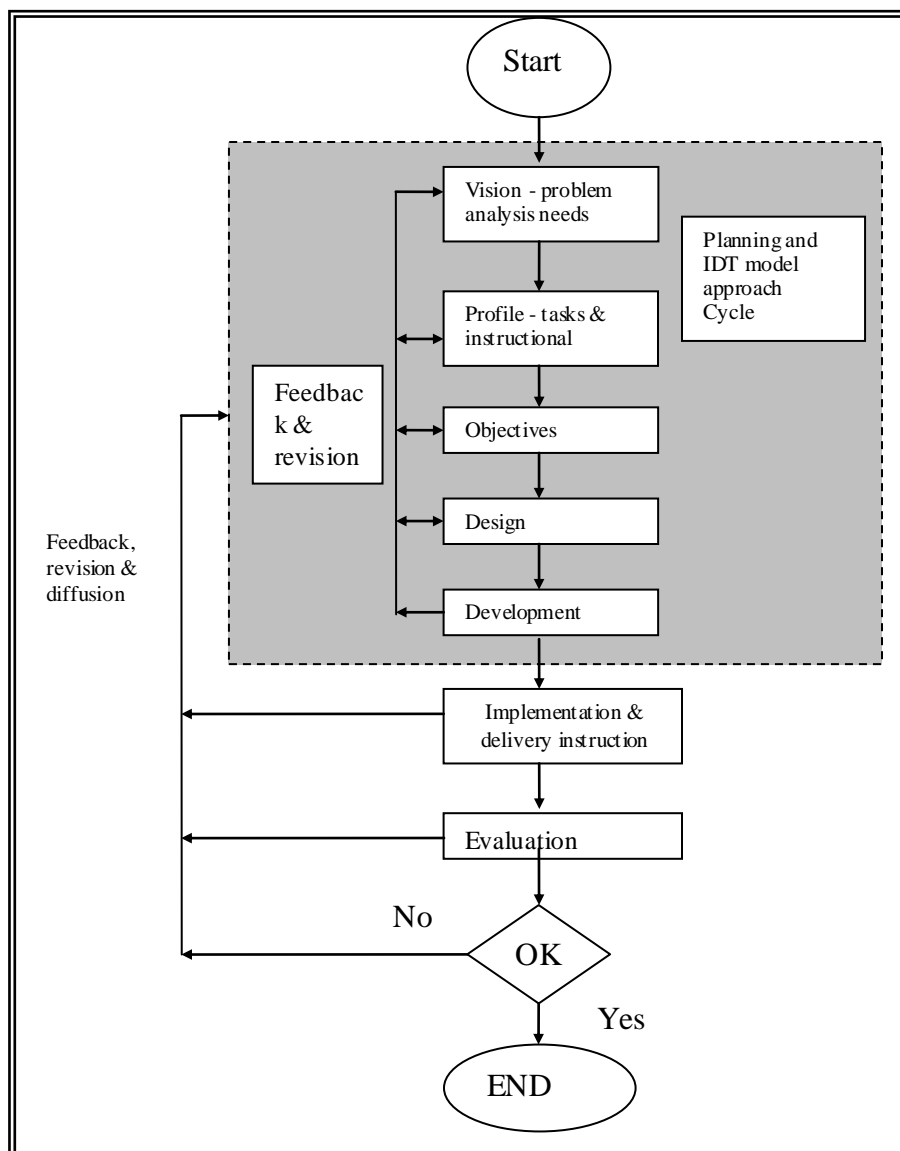 Start
Vision - problem
analysis needs
Planning and
IDT model
approach
Cycle
Profile - tasks &
instructional
Feedbac
k &
revision
Objectives
Design
Feedback,
revision &
diffusion
Development
Implementation &
delivery instruction
Evaluation
No
OK
Yes
END